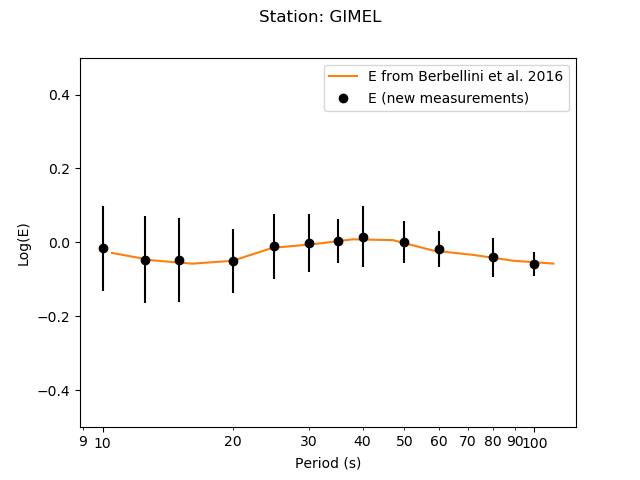 Station: GIMEL
E from Berbellini et al. 2016
E (new measurements)
Log(E)
0.4
0.2
0.0
−0.2
−0.4
9 10 20 30 40 50 60 70 80 90 100
Period (s)